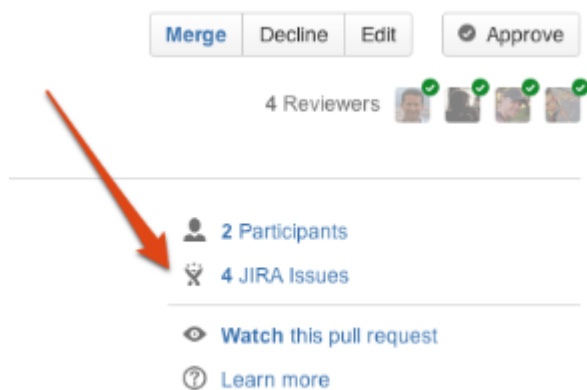 Merge Decline Edit Approve
4 Reviewers
2 Participants
4 JIRA Issues
Watch this pull request
Learn more